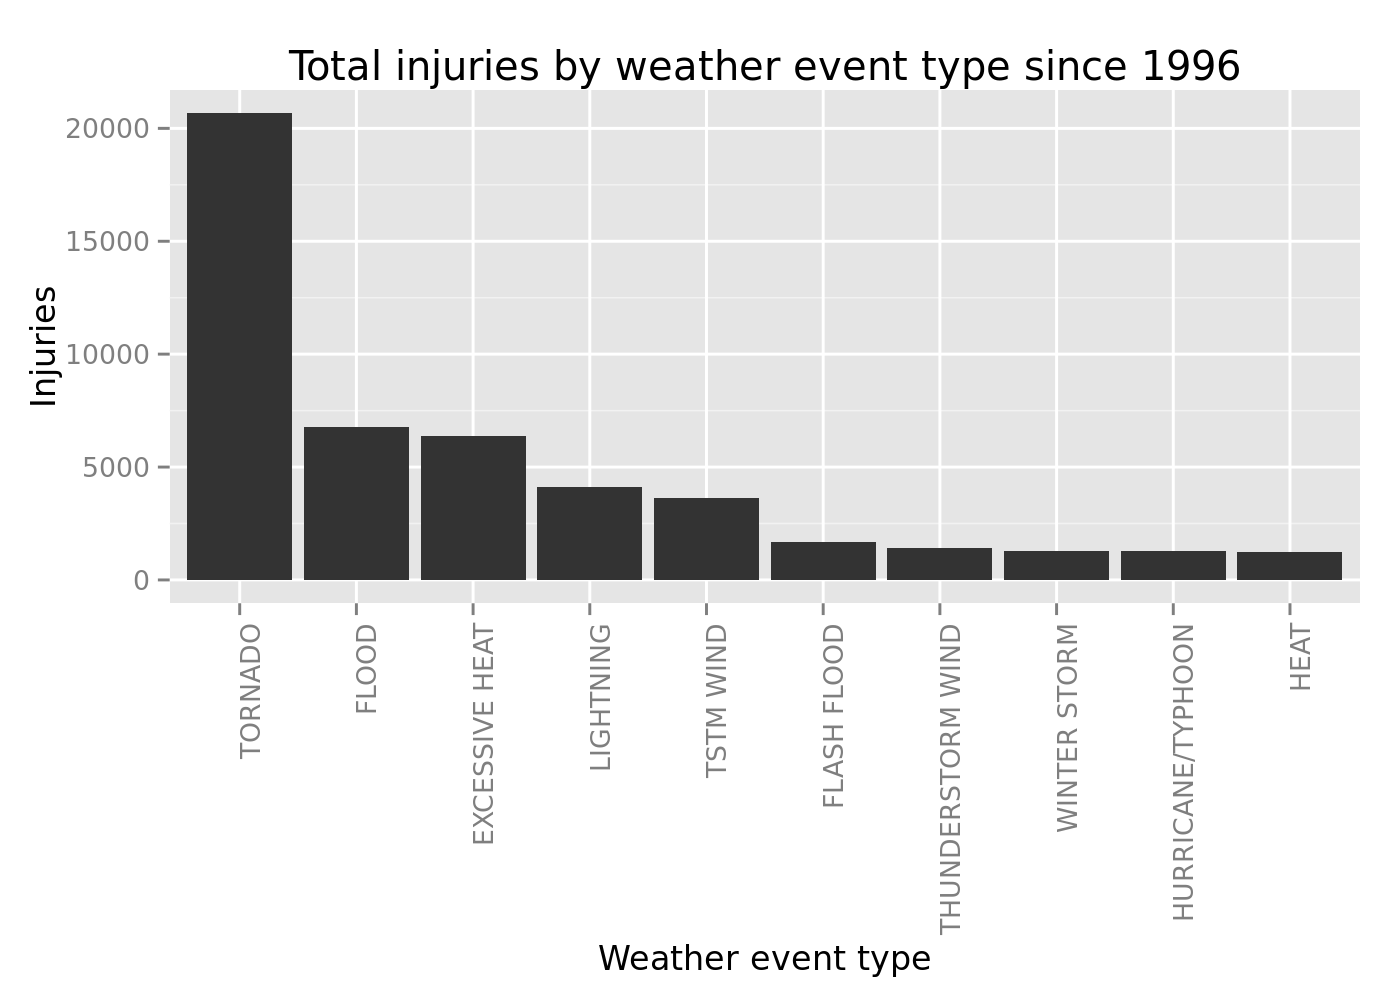 Total injuries by weather event type since 1996
Injuries
20000
15000
10000
5000
0
TORNADO
FLOOD
EXCESSIVE HEAT
LIGHTNING
TSTM WIND
FLASH FLOOD
THUNDERSTORM WIND
WINTER STORM
HURRICANE/TYPHOON
HEAT
Weather event type